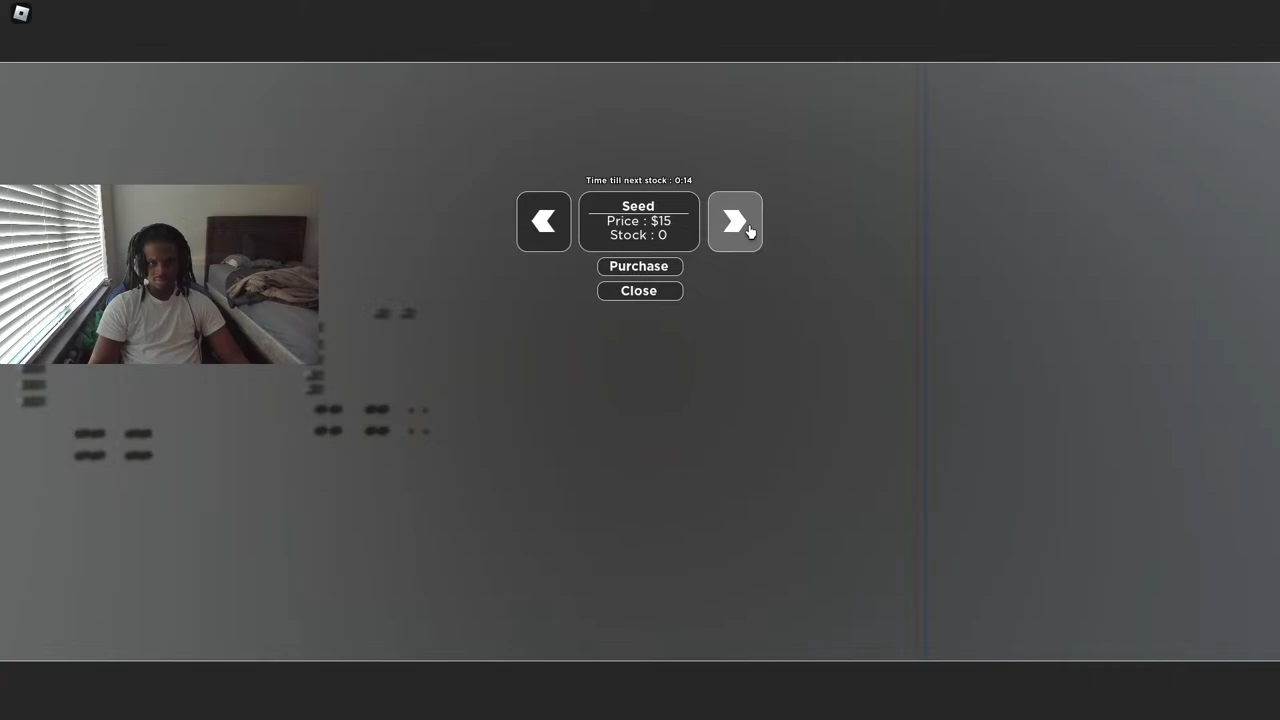 Time till next stock : 0:14
Seed
Price : $15
Stock : 0
Purchase
Close